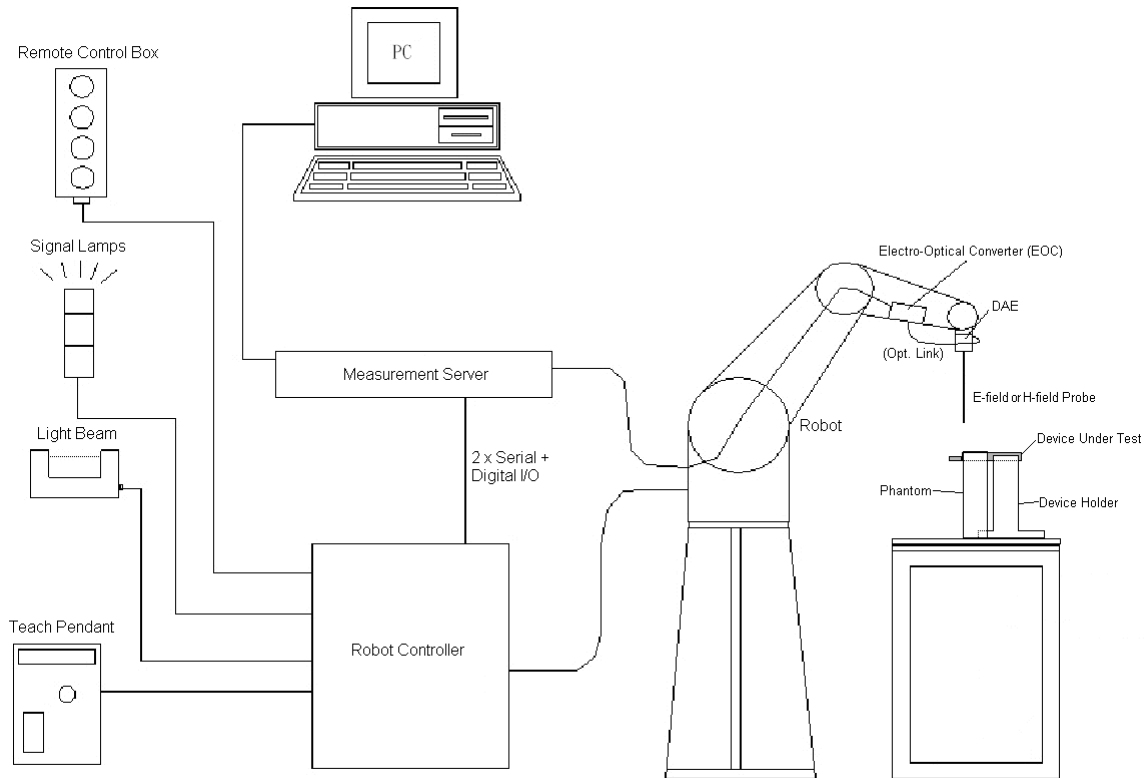 Remote Control Box
PC
Signal Lamps
Electro-Optical Converter (EOC)
DAE
(Opt. Link)
Measurement Server
E-field or H-field Probe
Light Beam
Robot
Device Under Test
2 x Serial +
Digital I/O
Phantom
Device Holder
Teach Pendant
Robot Controller